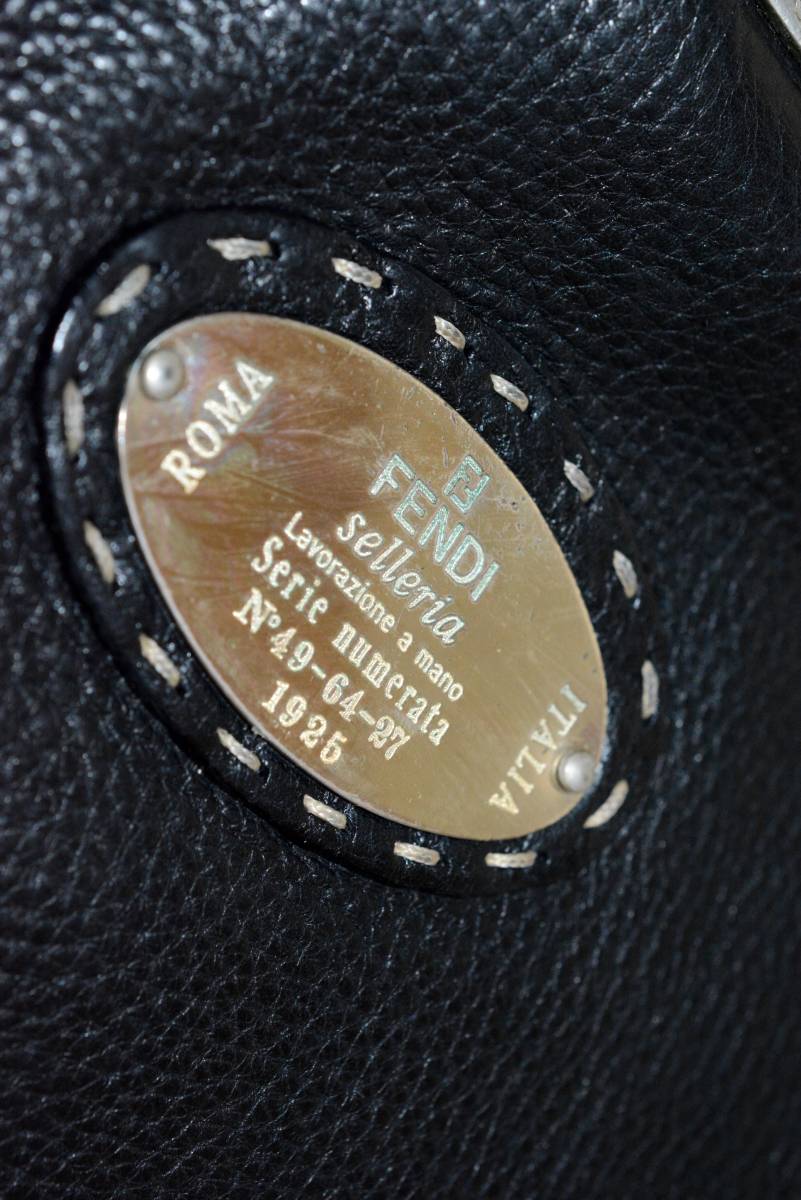 ROMA
FENDI
selleria
Lavorazione a mano
Serie numerata
N° 49-64-27
1925
ITALIA